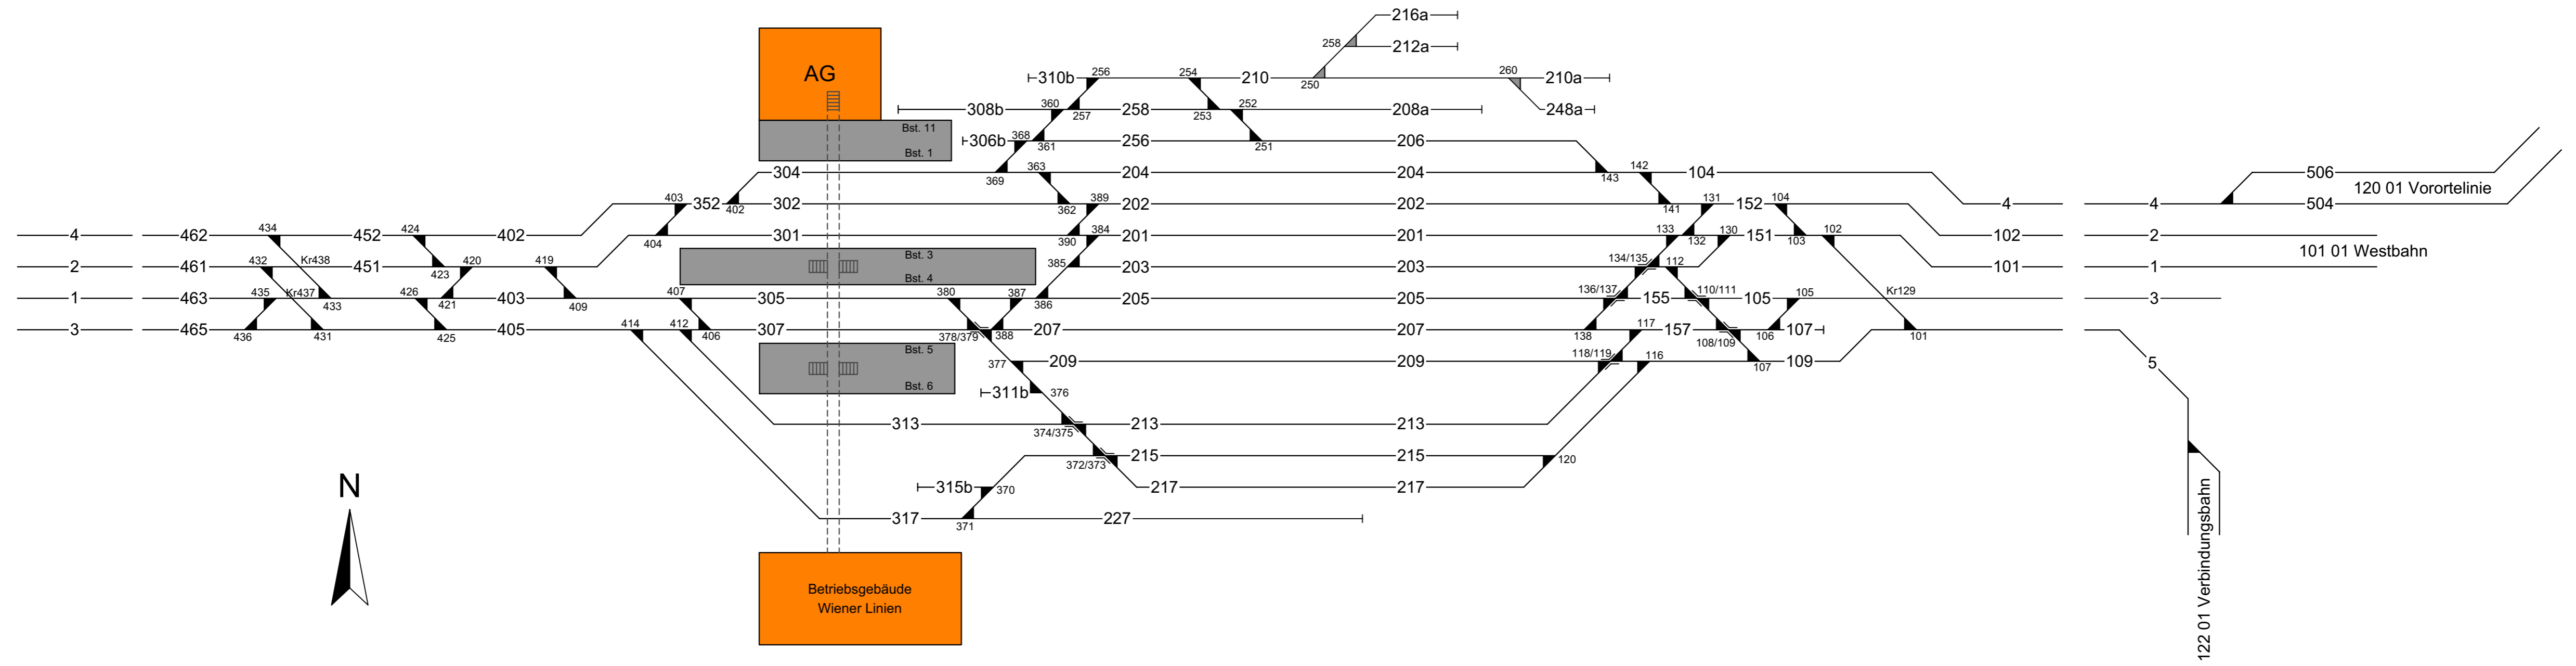 216a
258
212a
AG
310b 256 254 210 250 260 210a
308b 360 257 258 253 252 208a 248a
Bst. 11
306b 368 361 256 251 206
Bst. 1
304 369 363 204 204 143 142 104 506
120 01 Vorortelinie
403 352 402 302 362 389 202 202 141 131 152 104 4 4 504
4 462 434 452 424 402 404 301 390 384 201 201 133 132 130 151 103 102 102 2
Bst. 3
101 01 Westbahn
2 461 432 Kr438 451 423 420 419 385 203 203 134/135 112 101 1
Bst. 4
1 463 435 Kr437 433 426 421 403 409 407 305 380 387 386 205 205 136/137 155 110/111 105 105 Kr129 3
3 465 436 431 425 405 414 412 406 307 378/379 388 207 207 138 117 157 108/109 106 107 101
Bst. 5
377 209 209 118/119 116 107 109 5
Bst. 6
311b 376
313 374/375 213 213
372/373 215 215 120
N
315b 370 217 217
317 371 227
122 01 Verbindungsbahn
Betriebsgebäude
Wiener Linien